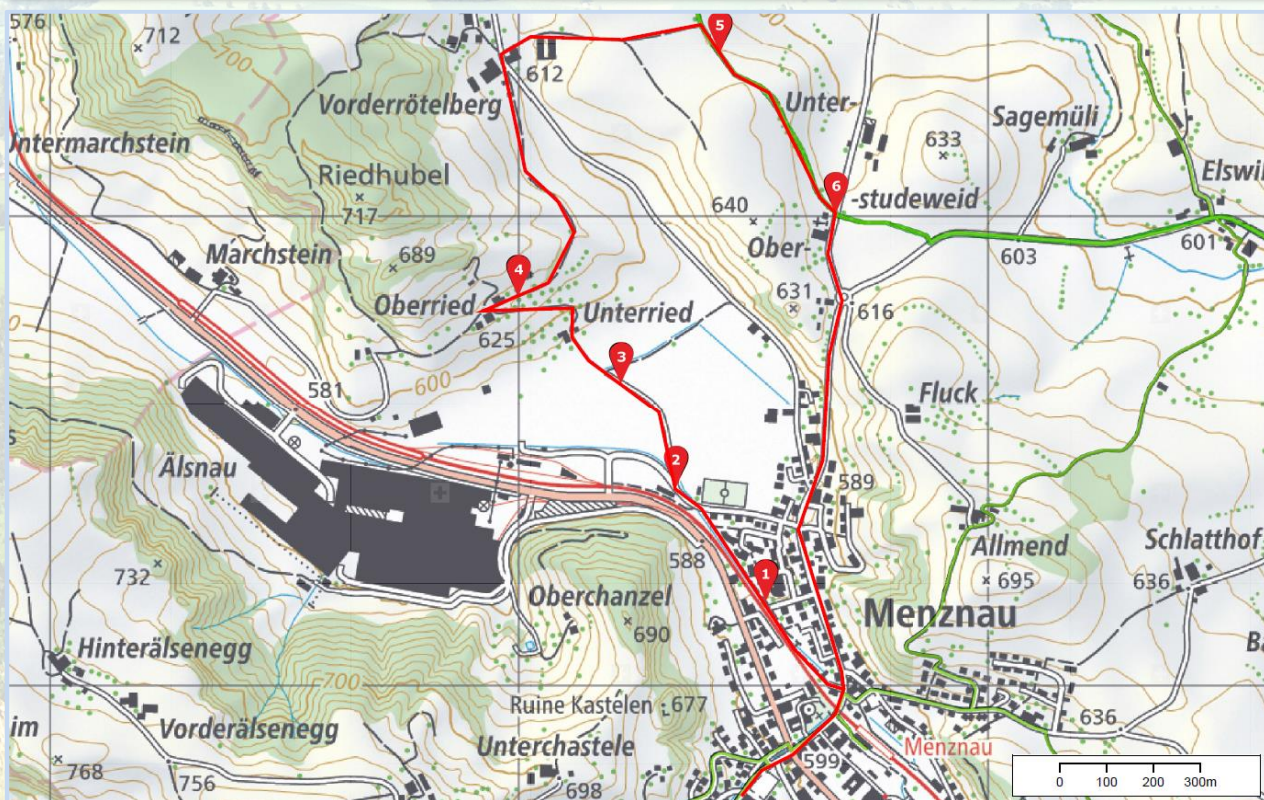 576
712
700
5
612
Vorderrötelberg
Unter-
Sagemüli
633
ntermarchstein
Riedhubel
717
6
-studeweid
Elswil
640
Ober-
601
603
Marchstein
689
4
Oberried
Unterried
631
616
625
3
600
581
Fluck
Älsnau
2
589
588
Allmend
Schlatthof
732
1
695
636
Oberchanzel
690
Menznau
Hinterälsenegg
700
Ruine Kastelen
677
im
Vorderälsenegg
Unterchastele
636
Menznau
599
768
756
698
0 100 200 300m